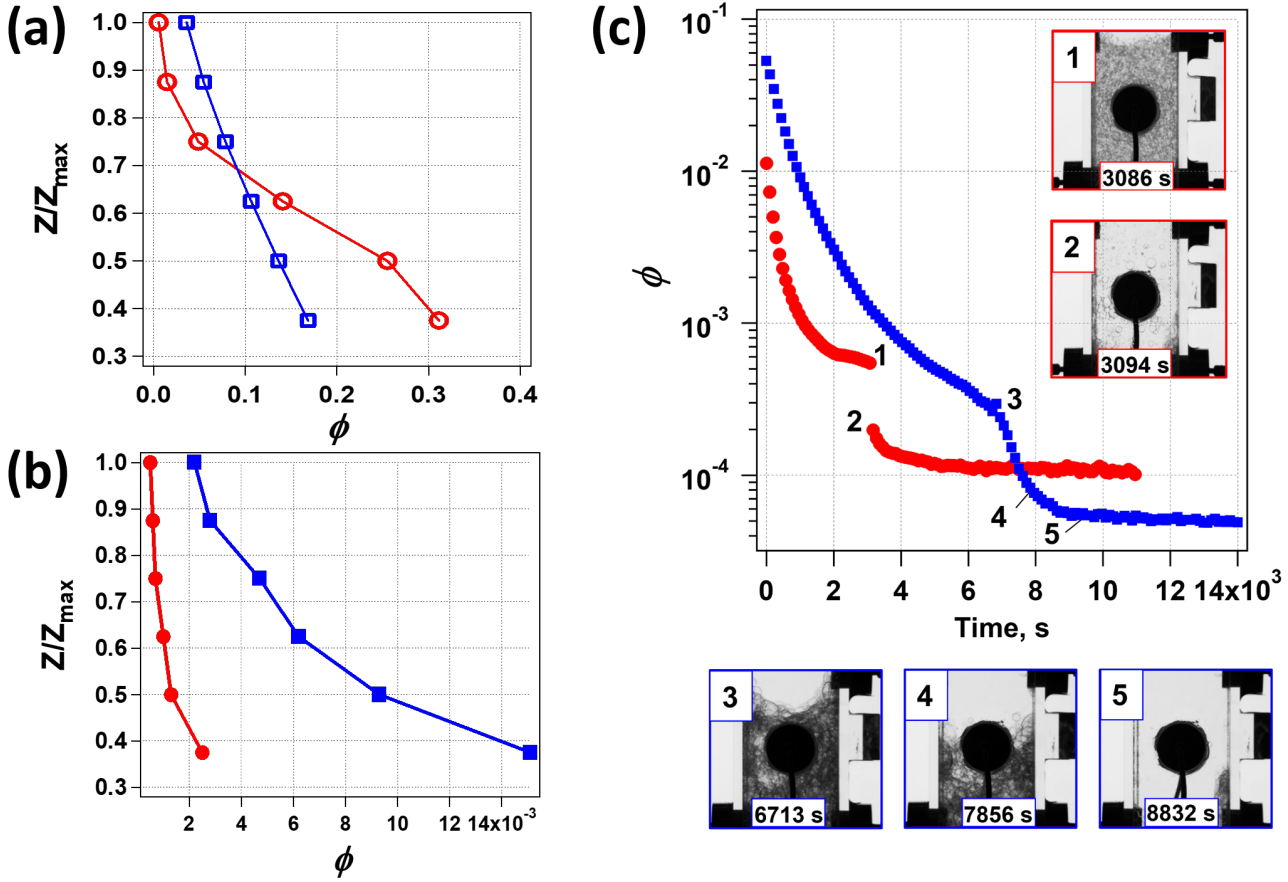 (a)
1.0
0.9
0.8
0.7
0.6
0.5
0.4
0.3
Z/Zmax
0.0 0.1 0.2 0.3 0.4
ϕ
(b)
1.0
0.9
0.8
0.7
0.6
0.5
0.4
0.3
Z/Zmax
2 4 6 8 10 12 14x10⁻³
ϕ
(c)
10⁻¹
10⁻²
10⁻³
10⁻⁴
ϕ
0 2 4 6 8 10 12 14x10³
Time, s
1
2
3
4
5
1
3086 s
2
3094 s
3
6713 s
4
7856 s
5
8832 s